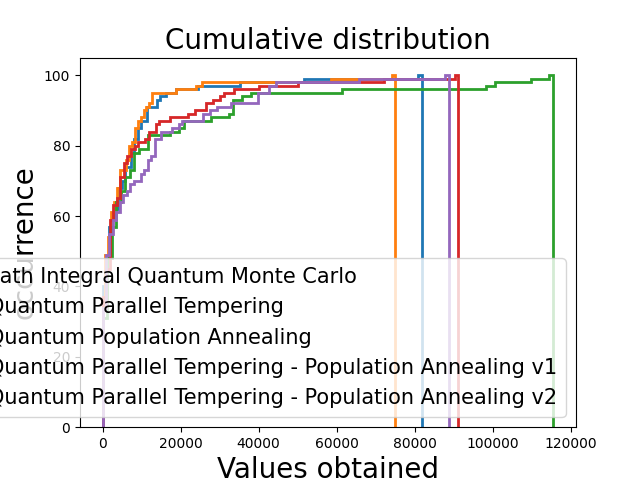 Cumulative distribution
100
80
60
40
20
0
ath Integral Quantum Monte Carlo
Quantum Parallel Tempering
Quantum Population Annealing
Quantum Parallel Tempering - Population Annealing v1
Quantum Parallel Tempering - Population Annealing v2
0 20000 40000 60000 80000 100000 120000
Values obtained